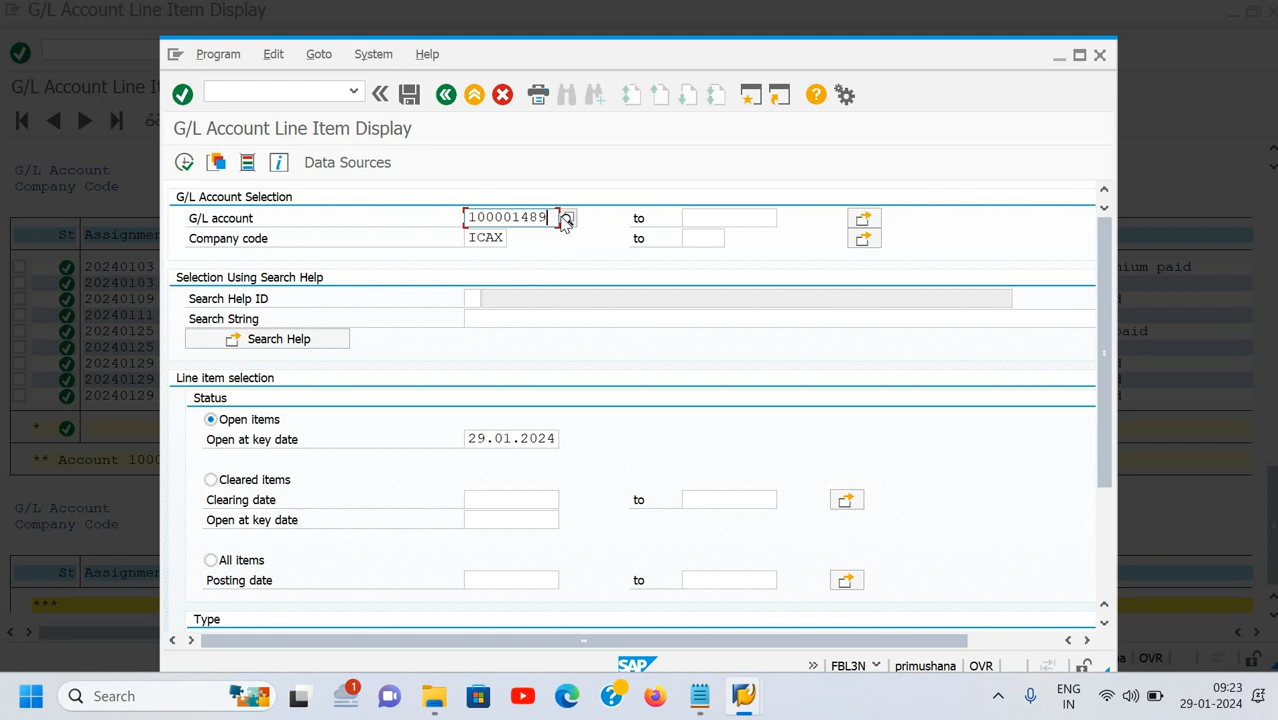 G/L Account Line Item Display
Program Edit Goto System Help
G/L Account Line Item Display
Data Sources
G/L Account Selection
G/L account 100001489 to
Company code ICAX to
Selection Using Search Help
Search Help ID
Search String
Search Help
Line item selection
Status
Open items
Open at key date 29.01.2024
Cleared items
Clearing date to
Open at key date
All items
Posting date to
Type
SAP FBL3N primushana OVR
G/L Account
Company Code
St Assignment
20240103 paid
20240103
20240109
20240111
20240125 paid
20240125
20240129
20240129
20240129
*
** Account
G/L Account
Company Code
St Assignment
***
OVR
Search
1
ENG
IN
09:23
29-01-2024